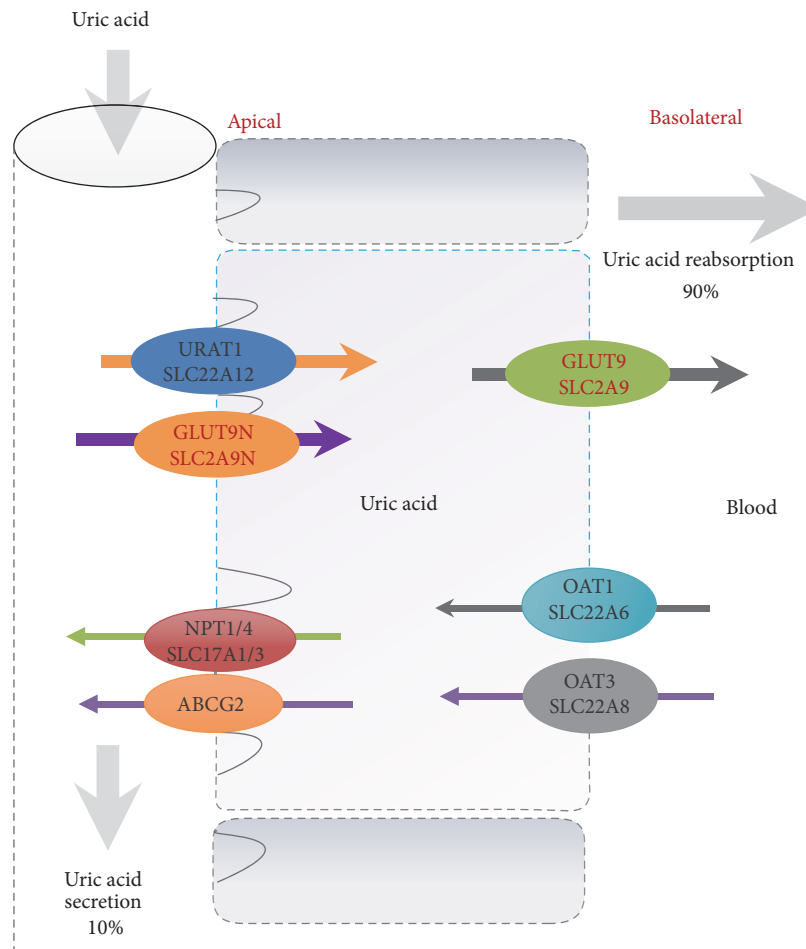 Uric acid
Apical
Basolateral
Uric acid reabsorption
90%
URAT1
SLC22A12
GLUT9
SLC2A9
GLUT9N
SLC2A9N
Uric acid
Blood
OAT1
SLC22A6
NPT1/4
SLC17A1/3
OAT3
SLC22A8
ABCG2
Uric acid
secretion
10%